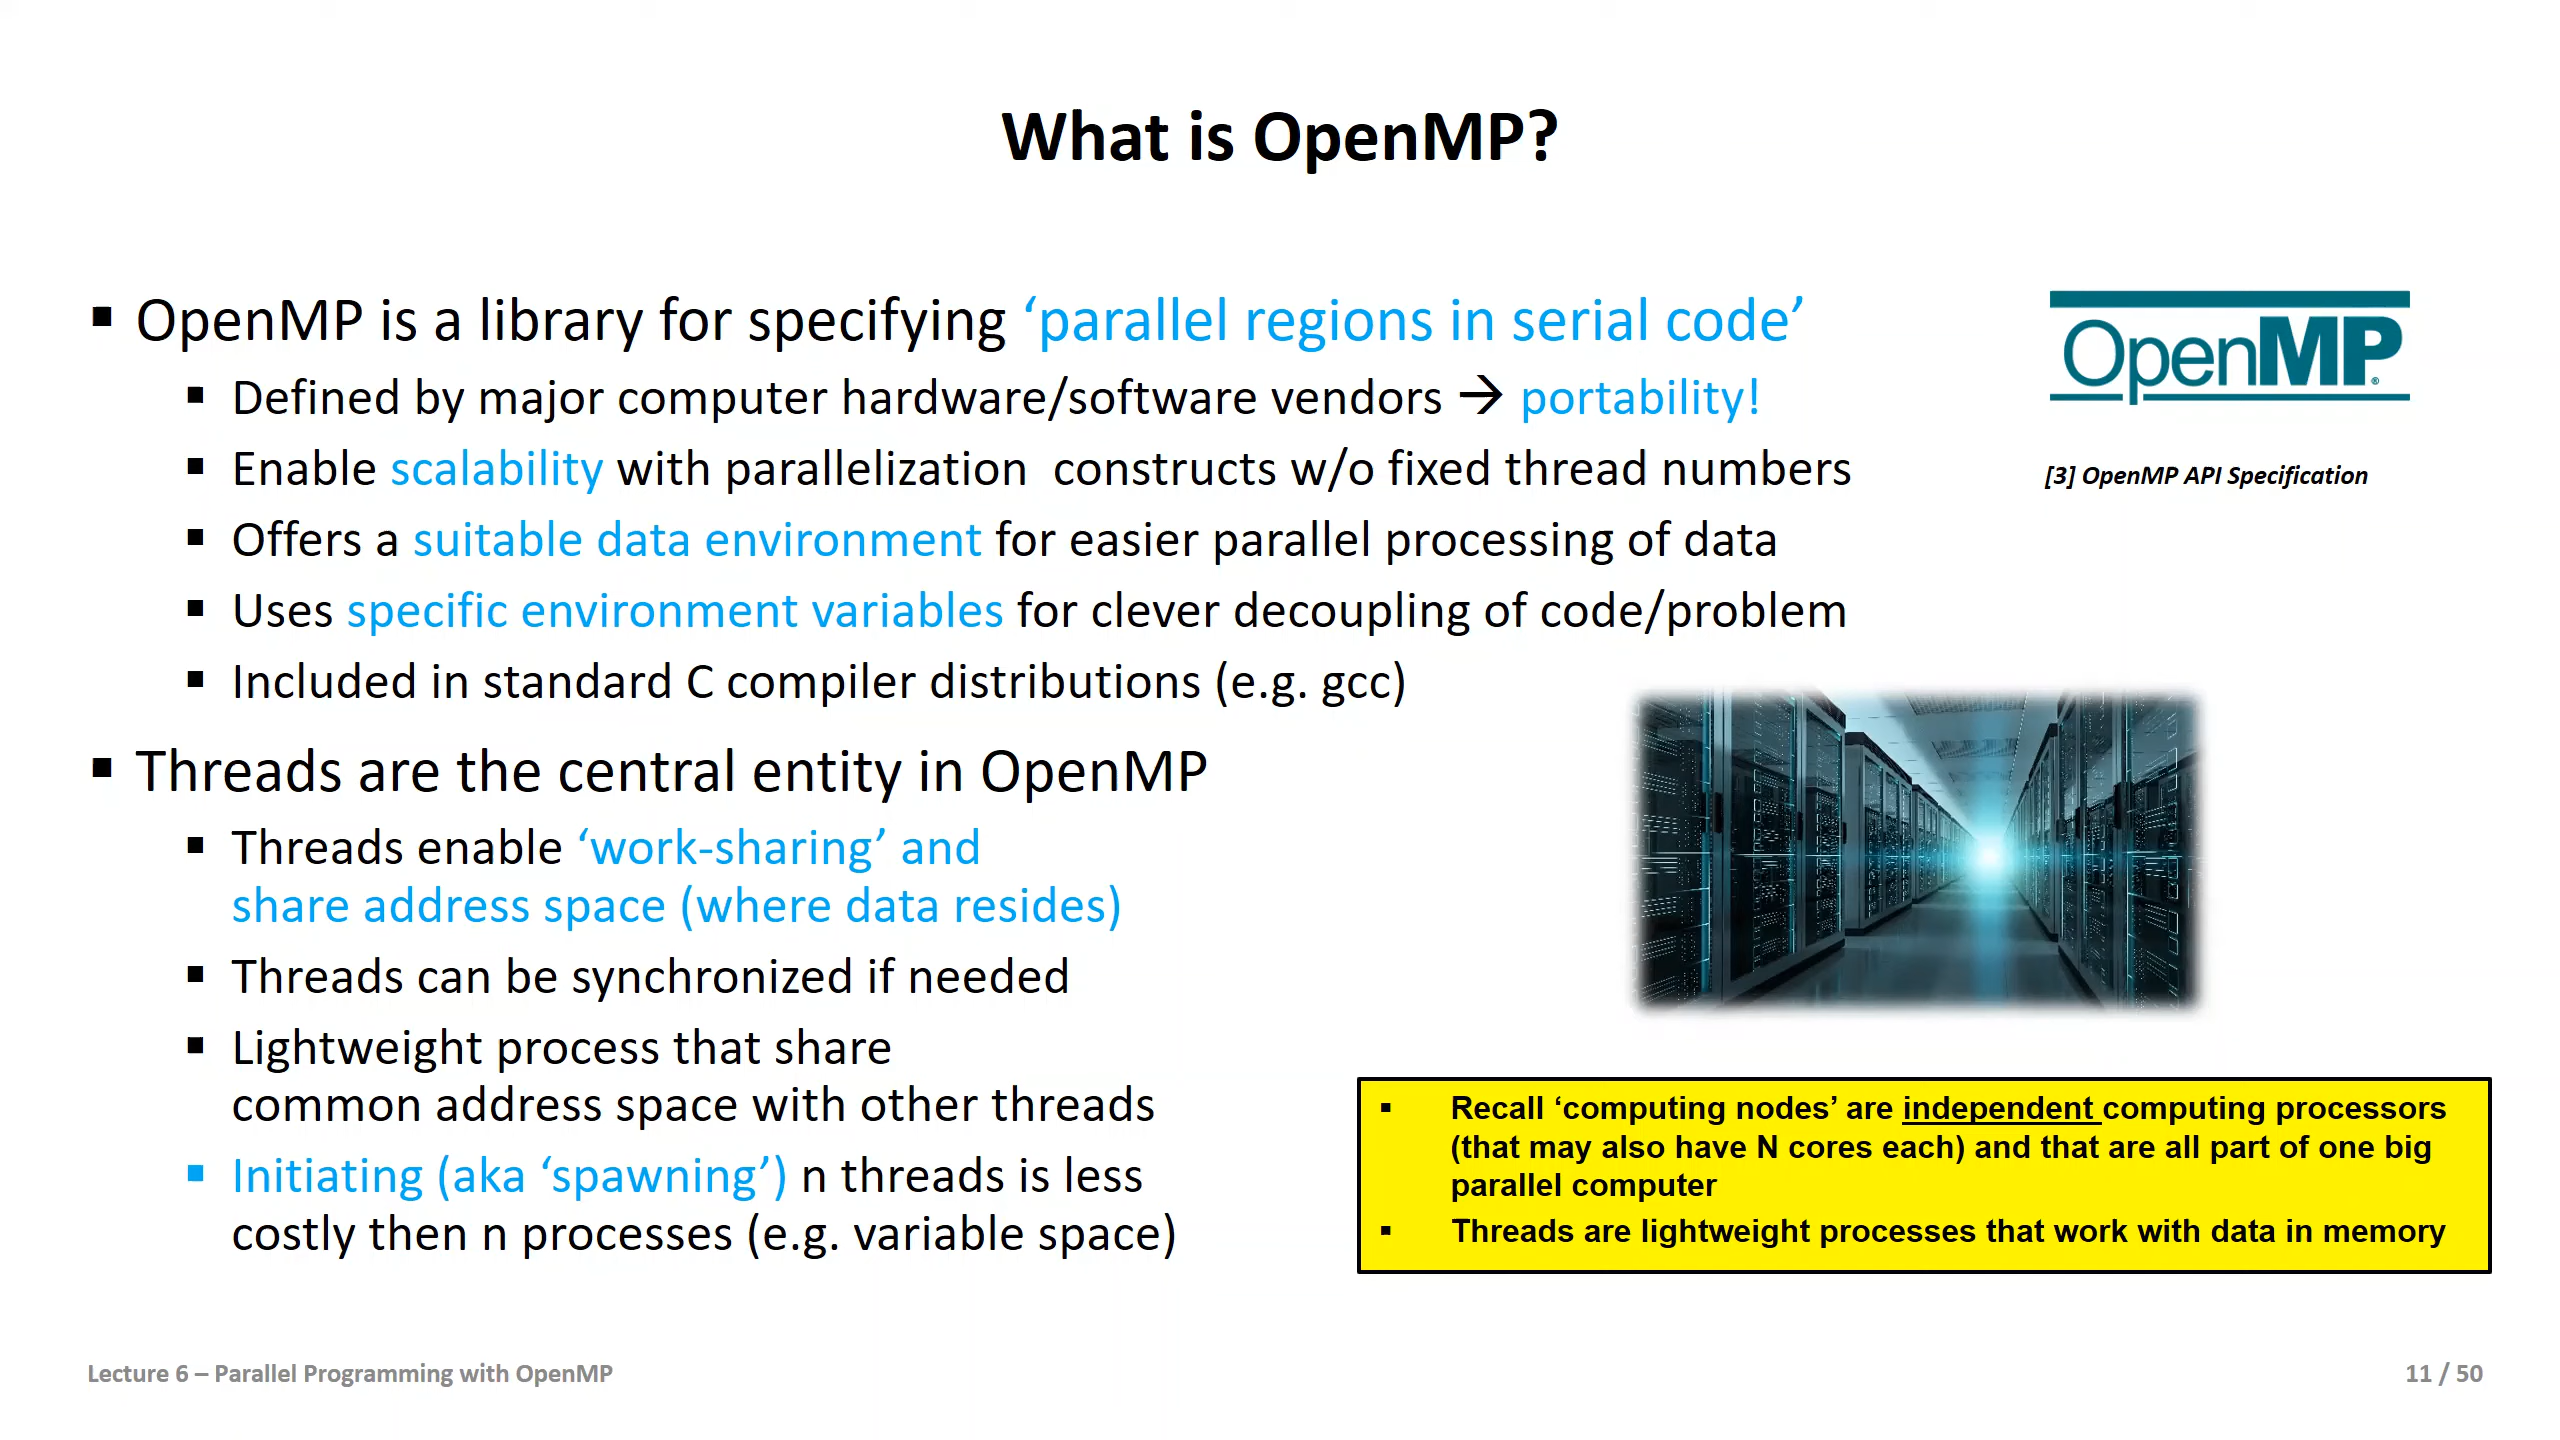 What is OpenMP?
▪ OpenMP is a library for specifying ‘parallel regions in serial code’
▪ Defined by major computer hardware/software vendors → portability!
▪ Enable scalability with parallelization  constructs w/o fixed thread numbers
▪ Offers a suitable data environment for easier parallel processing of data
▪ Uses specific environment variables for clever decoupling of code/problem
▪ Included in standard C compiler distributions (e.g. gcc)
▪ Threads are the central entity in OpenMP
▪ Threads enable ‘work-sharing’ and
share address space (where data resides)
▪ Threads can be synchronized if needed
▪ Lightweight process that share
common address space with other threads
▪ Initiating (aka ‘spawning’) n threads is less
costly then n processes (e.g. variable space)
OpenMP®
[3] OpenMP API Specification
▪ Recall ‘computing nodes’ are independent computing processors
(that may also have N cores each) and that are all part of one big
parallel computer
▪ Threads are lightweight processes that work with data in memory
Lecture 6 – Parallel Programming with OpenMP
11 / 50